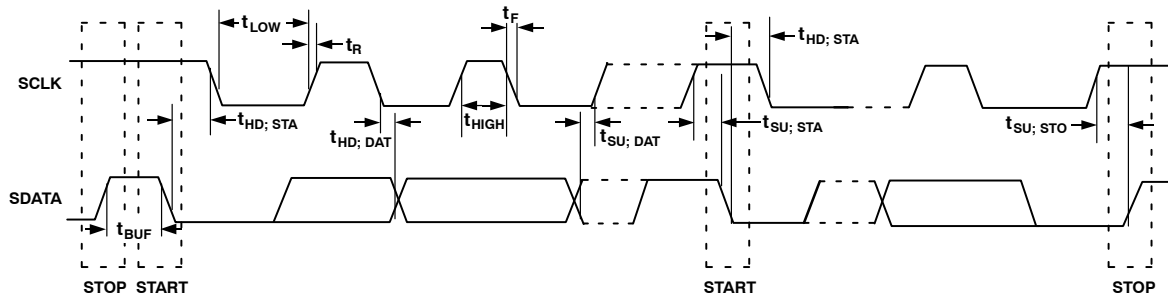 tF
tLOW
tR
tHD; STA
SCLK
tHD; STA
tHD; DAT
tHIGH
tSU; DAT
tSU; STA
tSU; STO
SDATA
tBUF
STOP START
START
STOP